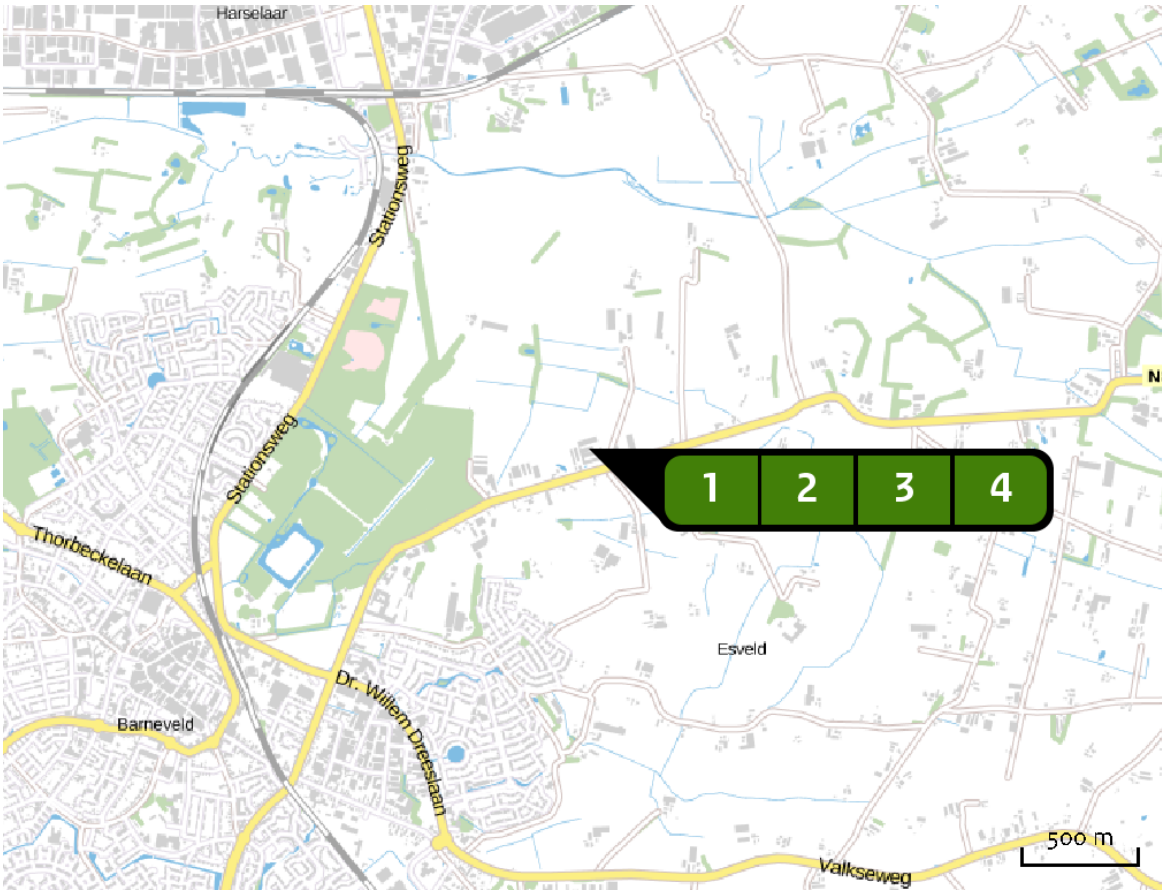 Harselaar
Stationsweg
N
1 2 3 4
Stationsweg
Thorbeckelaan
Esveld
Dr. Willem Dreeslaan
Barneveld
500 m
Valkseweg